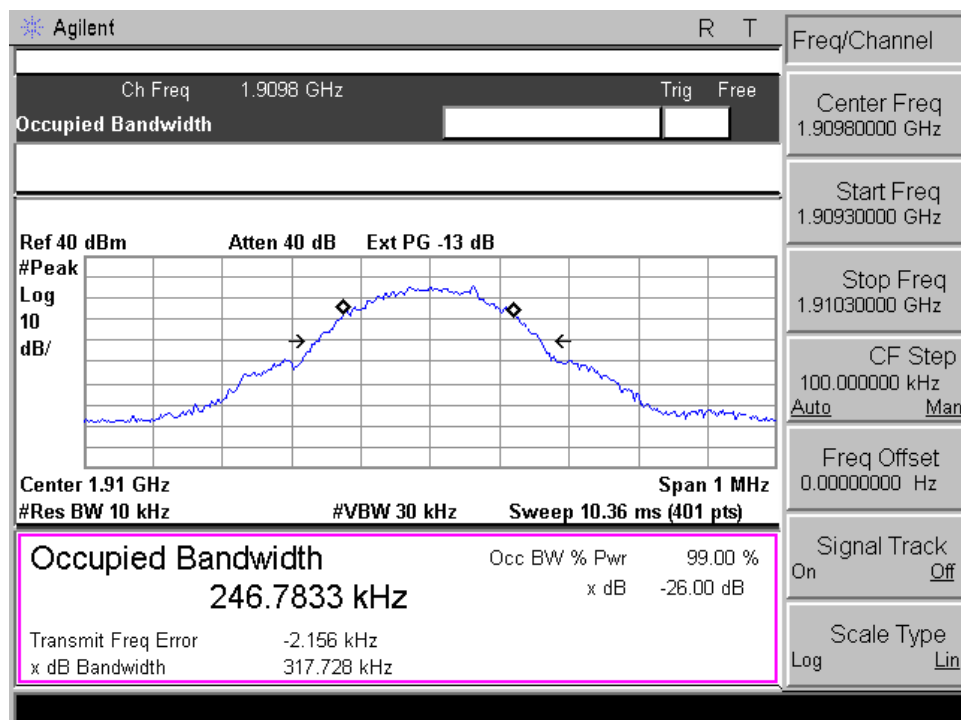 Agilent R T
Ch Freq 1.9098 GHz Trig Free
Occupied Bandwidth
Ref 40 dBm Atten 40 dB Ext PG -13 dB
#Peak
Log
10
dB/
Center 1.91 GHz Span 1 MHz
#Res BW 10 kHz #VBW 30 kHz Sweep 10.36 ms (401 pts)
Occupied Bandwidth Occ BW % Pwr 99.00 %
246.7833 kHz x dB -26.00 dB
Transmit Freq Error -2.156 kHz
x dB Bandwidth 317.728 kHz
Freq/Channel
Center Freq
1.90980000 GHz
Start Freq
1.90930000 GHz
Stop Freq
1.91030000 GHz
CF Step
100.000000 kHz
Auto Man
Freq Offset
0.00000000 Hz
Signal Track
On Off
Scale Type
Log Lin